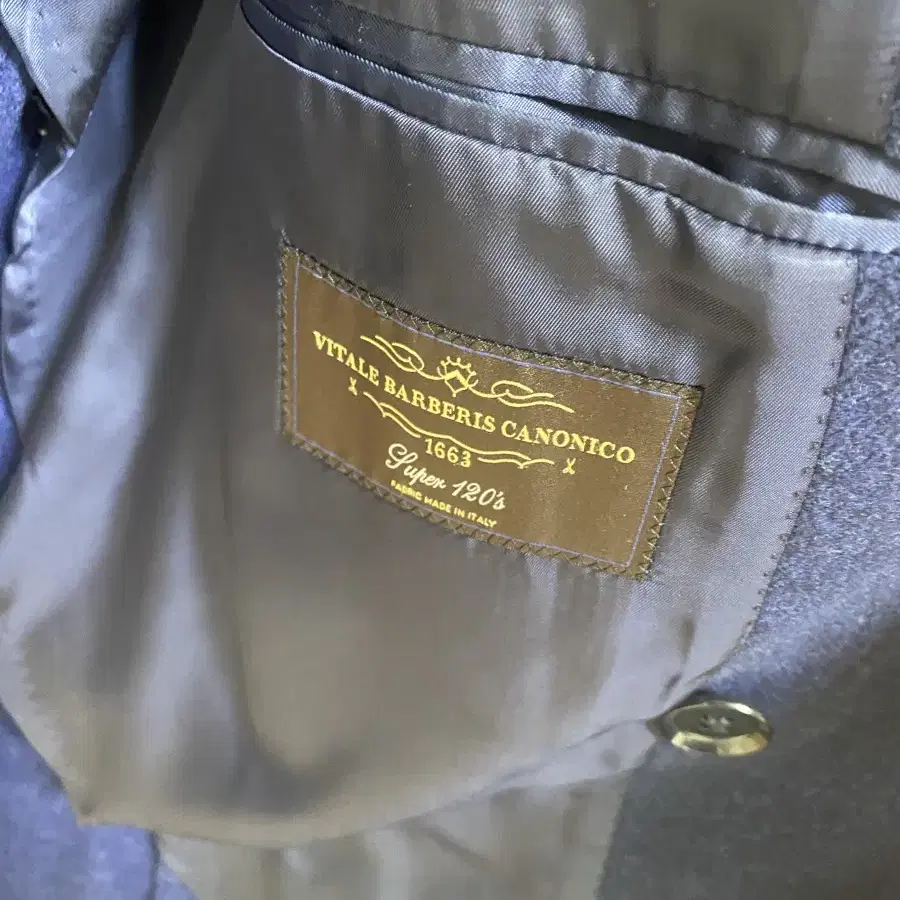 VITALE BARBERIS CANONICO
1663
Super 120's
FABRIC MADE IN ITALY